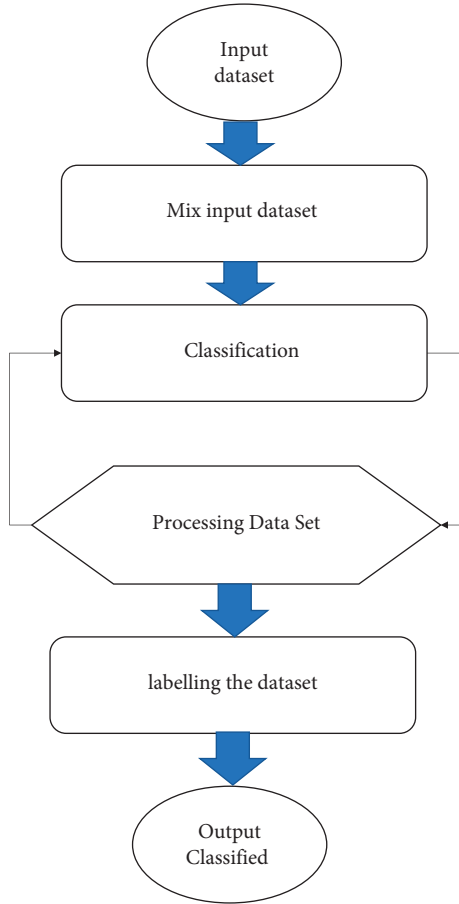 Input
dataset
Mix input dataset
Classification
Processing Data Set
labelling the dataset
Output
Classified